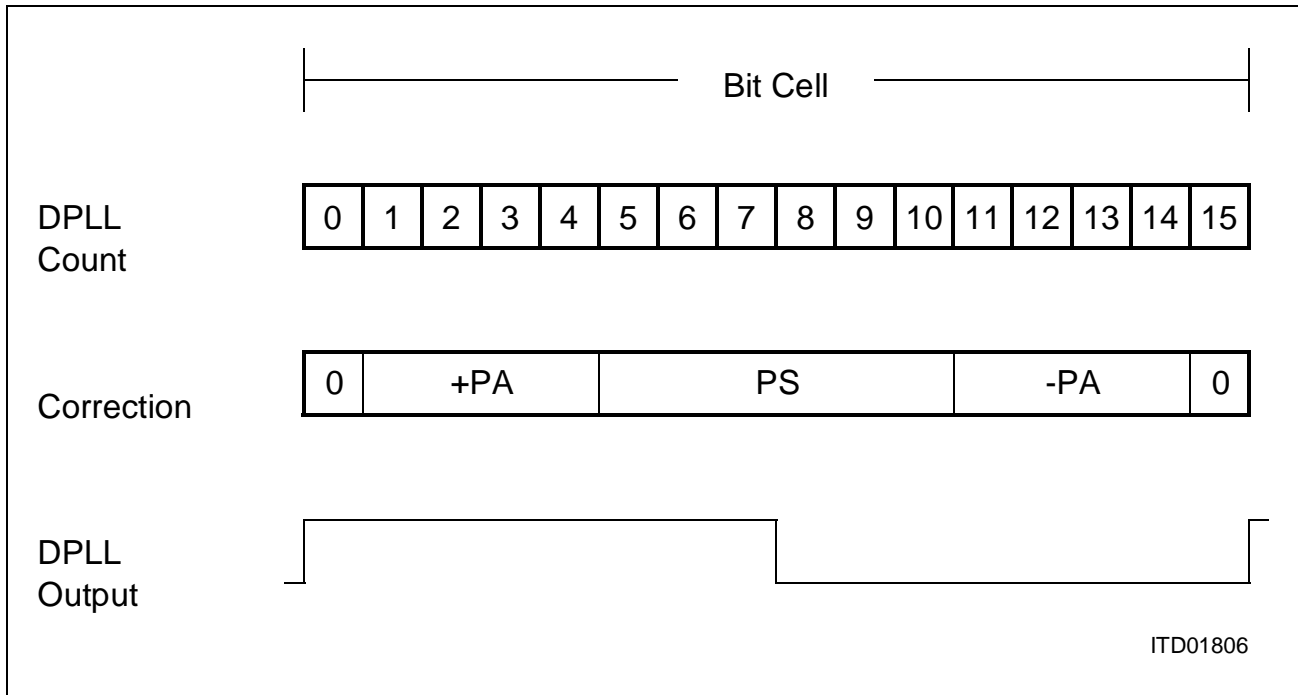 Bit Cell
DPLL
Count
0 1 2 3 4 5 6 7 8 9 10 11 12 13 14 15
Correction
0 +PA PS -PA 0
DPLL
Output
ITD01806